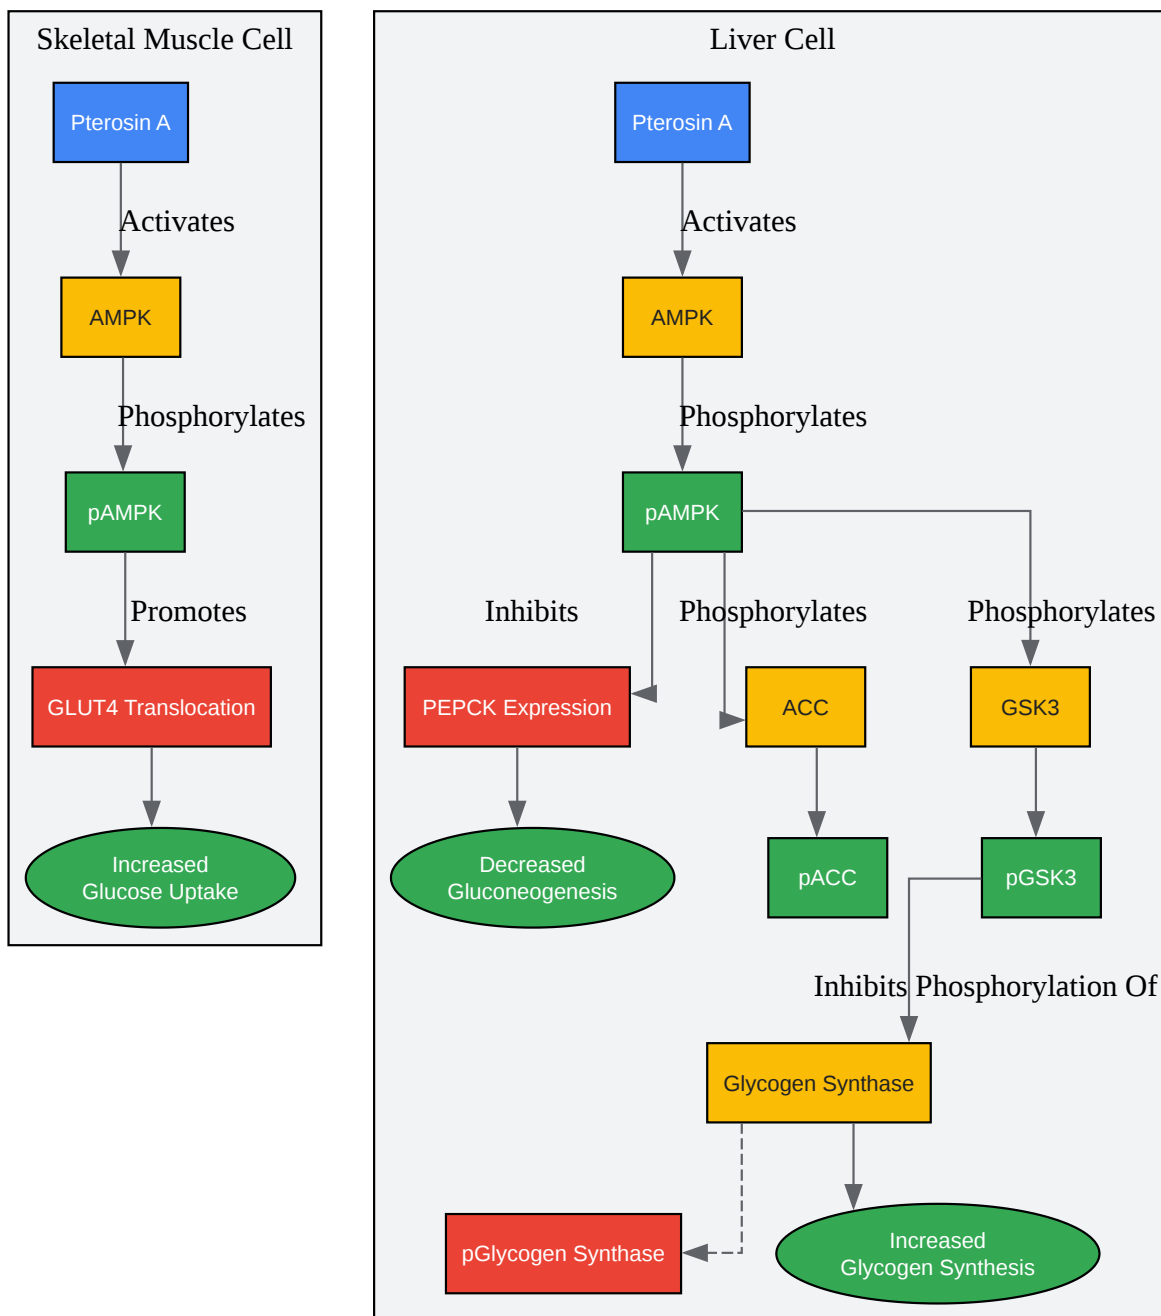 Skeletal Muscle Cell
Pterosin A
Activates
AMPK
Phosphorylates
pAMPK
Promotes
GLUT4 Translocation
Increased
Glucose Uptake
Liver Cell
Pterosin A
Activates
AMPK
Phosphorylates
pAMPK
Inhibits
Phosphorylates
Phosphorylates
PEPCK Expression
ACC
GSK3
Decreased
Gluconeogenesis
pACC
pGSK3
Inhibits Phosphorylation Of
Glycogen Synthase
pGlycogen Synthase
Increased
Glycogen Synthesis